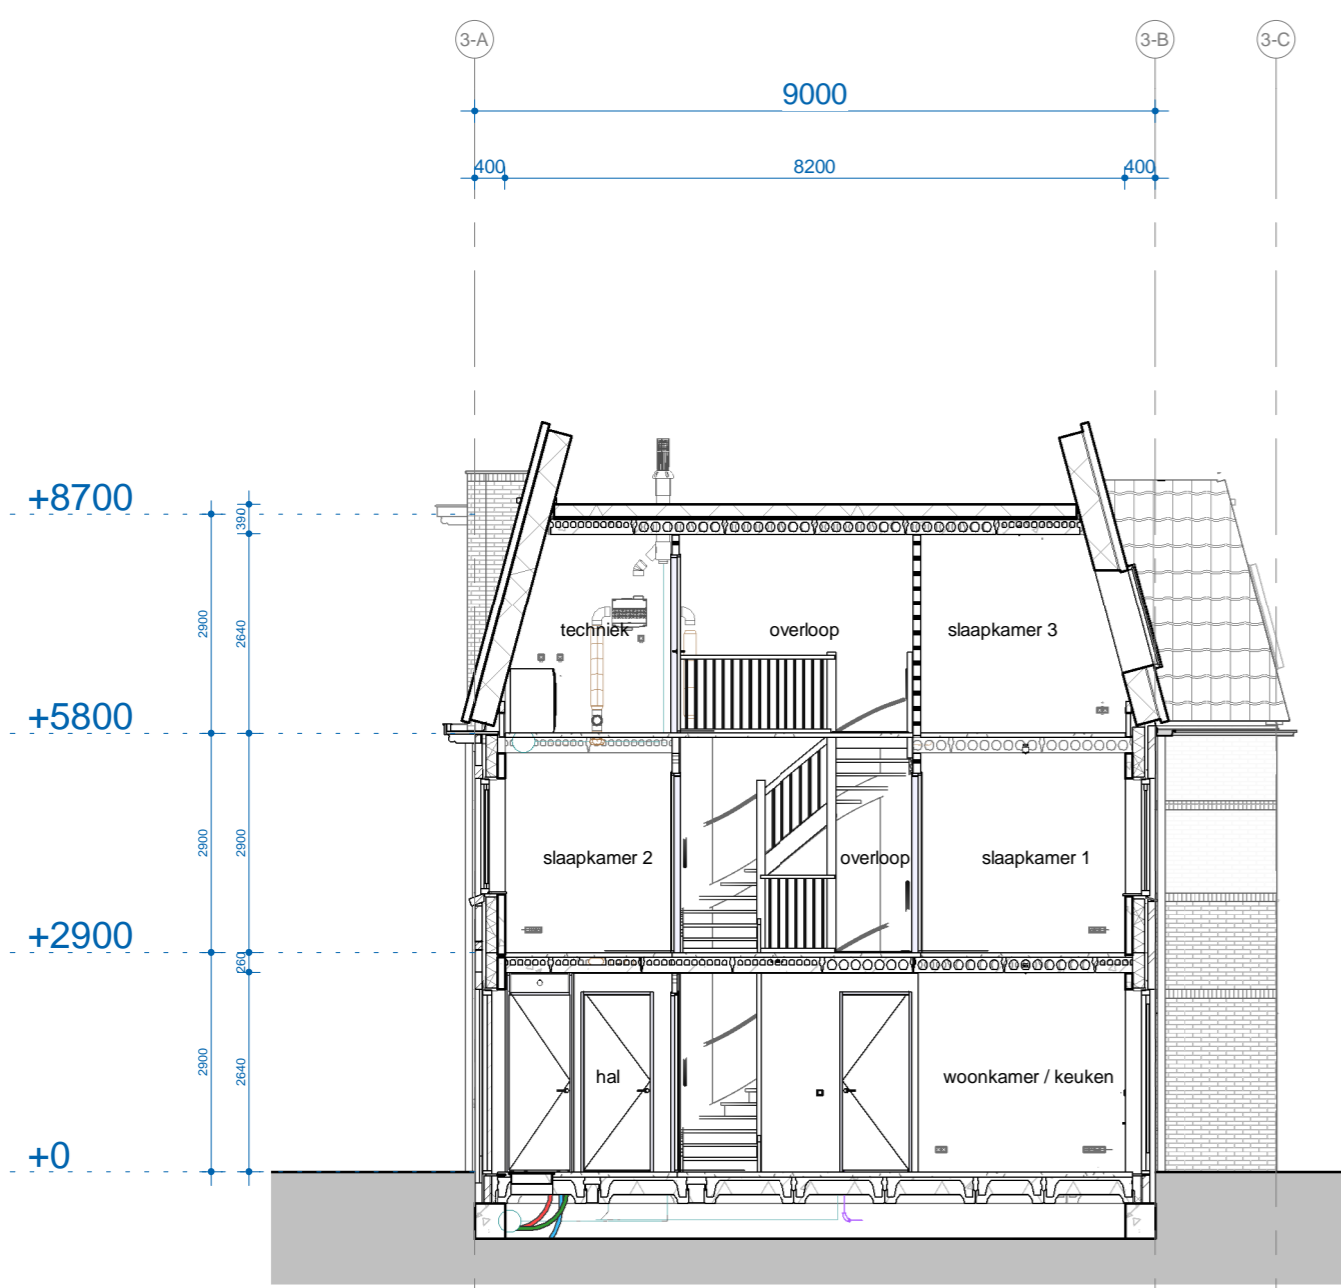 3-A 3-B 3-C
9000
400 8200 400
+8700
390
2900 2640
techniek overloop slaapkamer 3
+5800
2900 2900
slaapkamer 2 overloop slaapkamer 1
+2900
260
2900 2640
hal woonkamer / keuken
+0